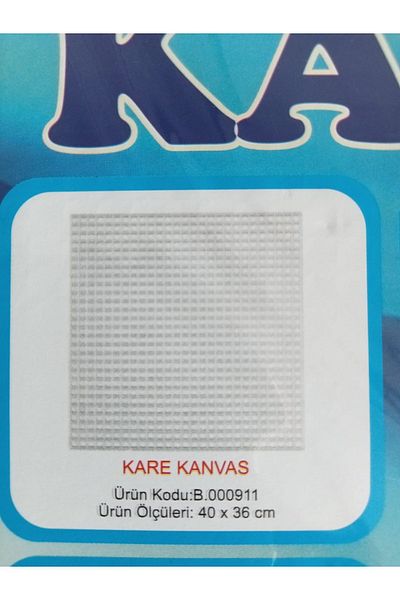 KA
KARE KANVAS
Ürün Kodu:B.000911
Ürün Ölçüleri: 40 x 36 cm